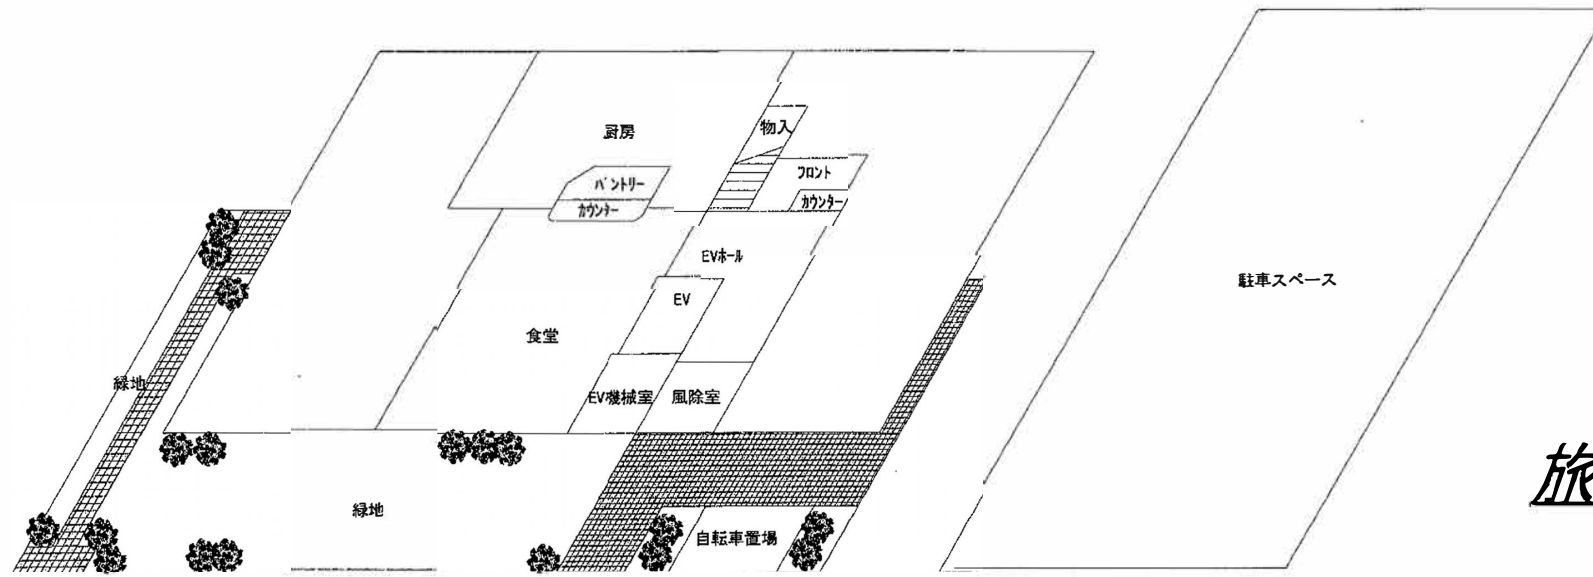 厨房
物入
パントリー
フロント
カウンター
カウンター
EVホール
駐車スペース
EV
食堂
緑地
EV機械室
風除室
旅
緑地
自転車置場